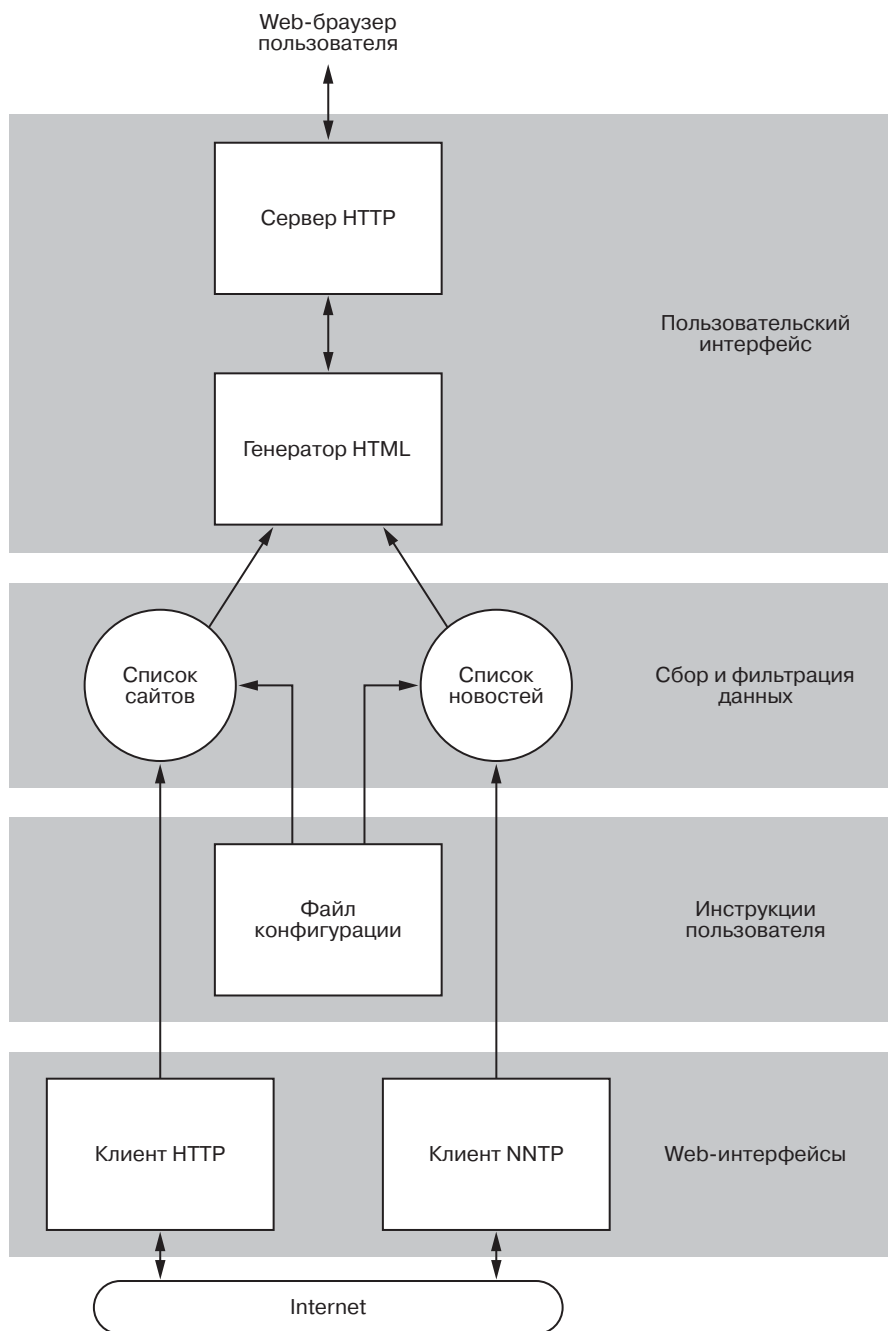 Web-браузер
пользователя
Сервер HTTP
Пользовательский
интерфейс
Генератор HTML
Список
сайтов
Список
новостей
Сбор и фильтрация
данных
Файл
конфигурации
Инструкции
пользователя
Клиент HTTP
Клиент NNTP
Web-интерфейсы
Internet